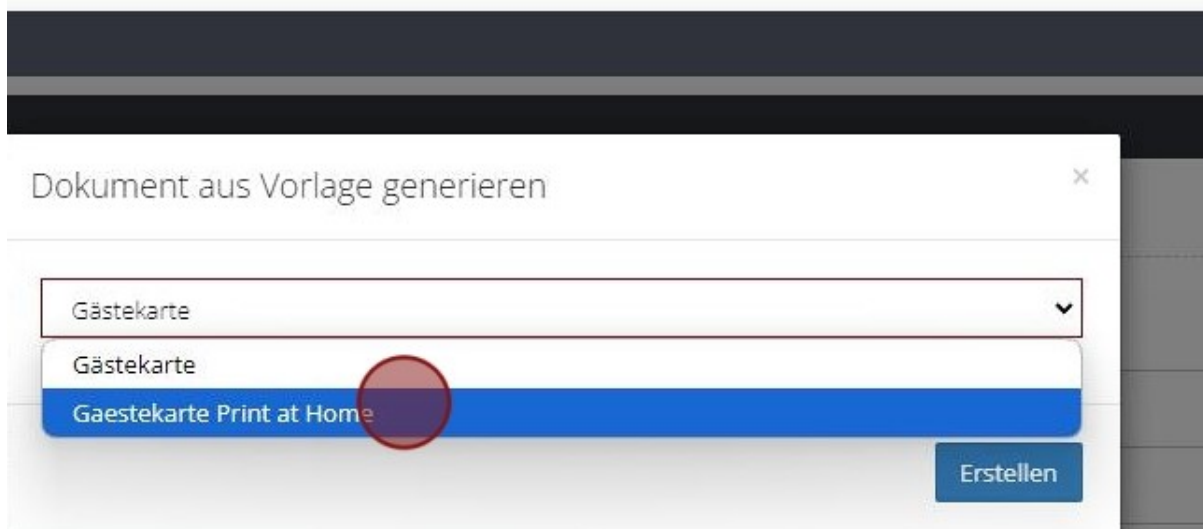 Dokument aus Vorlage generieren
×
Gästekarte
Gästekarte
Gaestekarte Print at Home
Erstellen